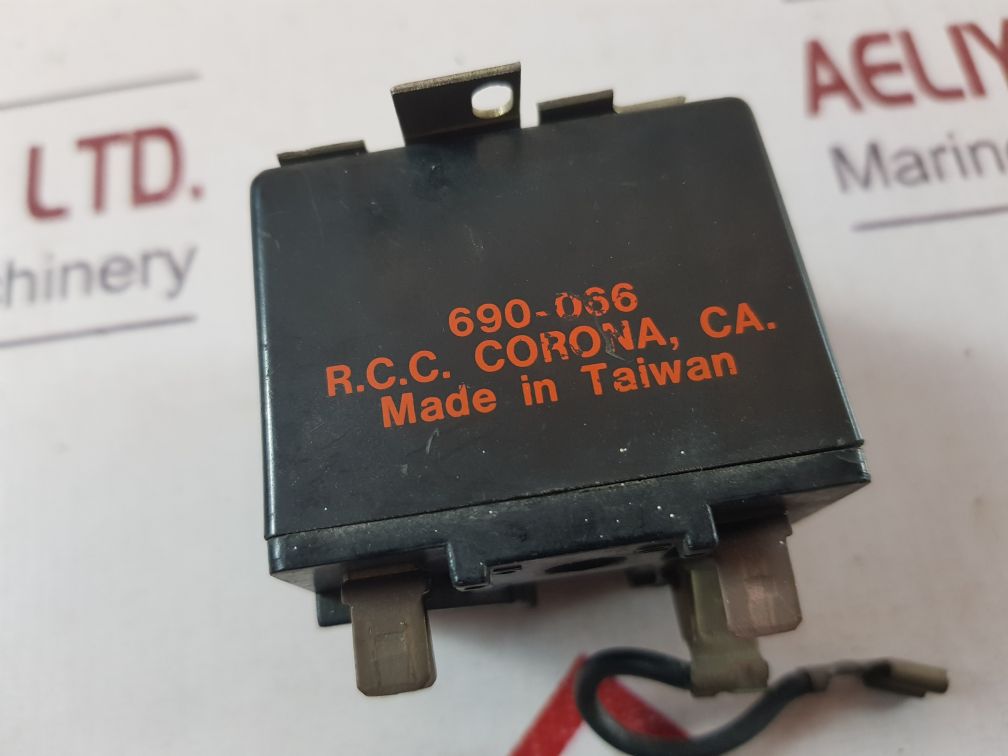 LTD.
chinery
AELIY
Marin
690-066
R.C.C. CORONA, CA.
Made in Taiwan